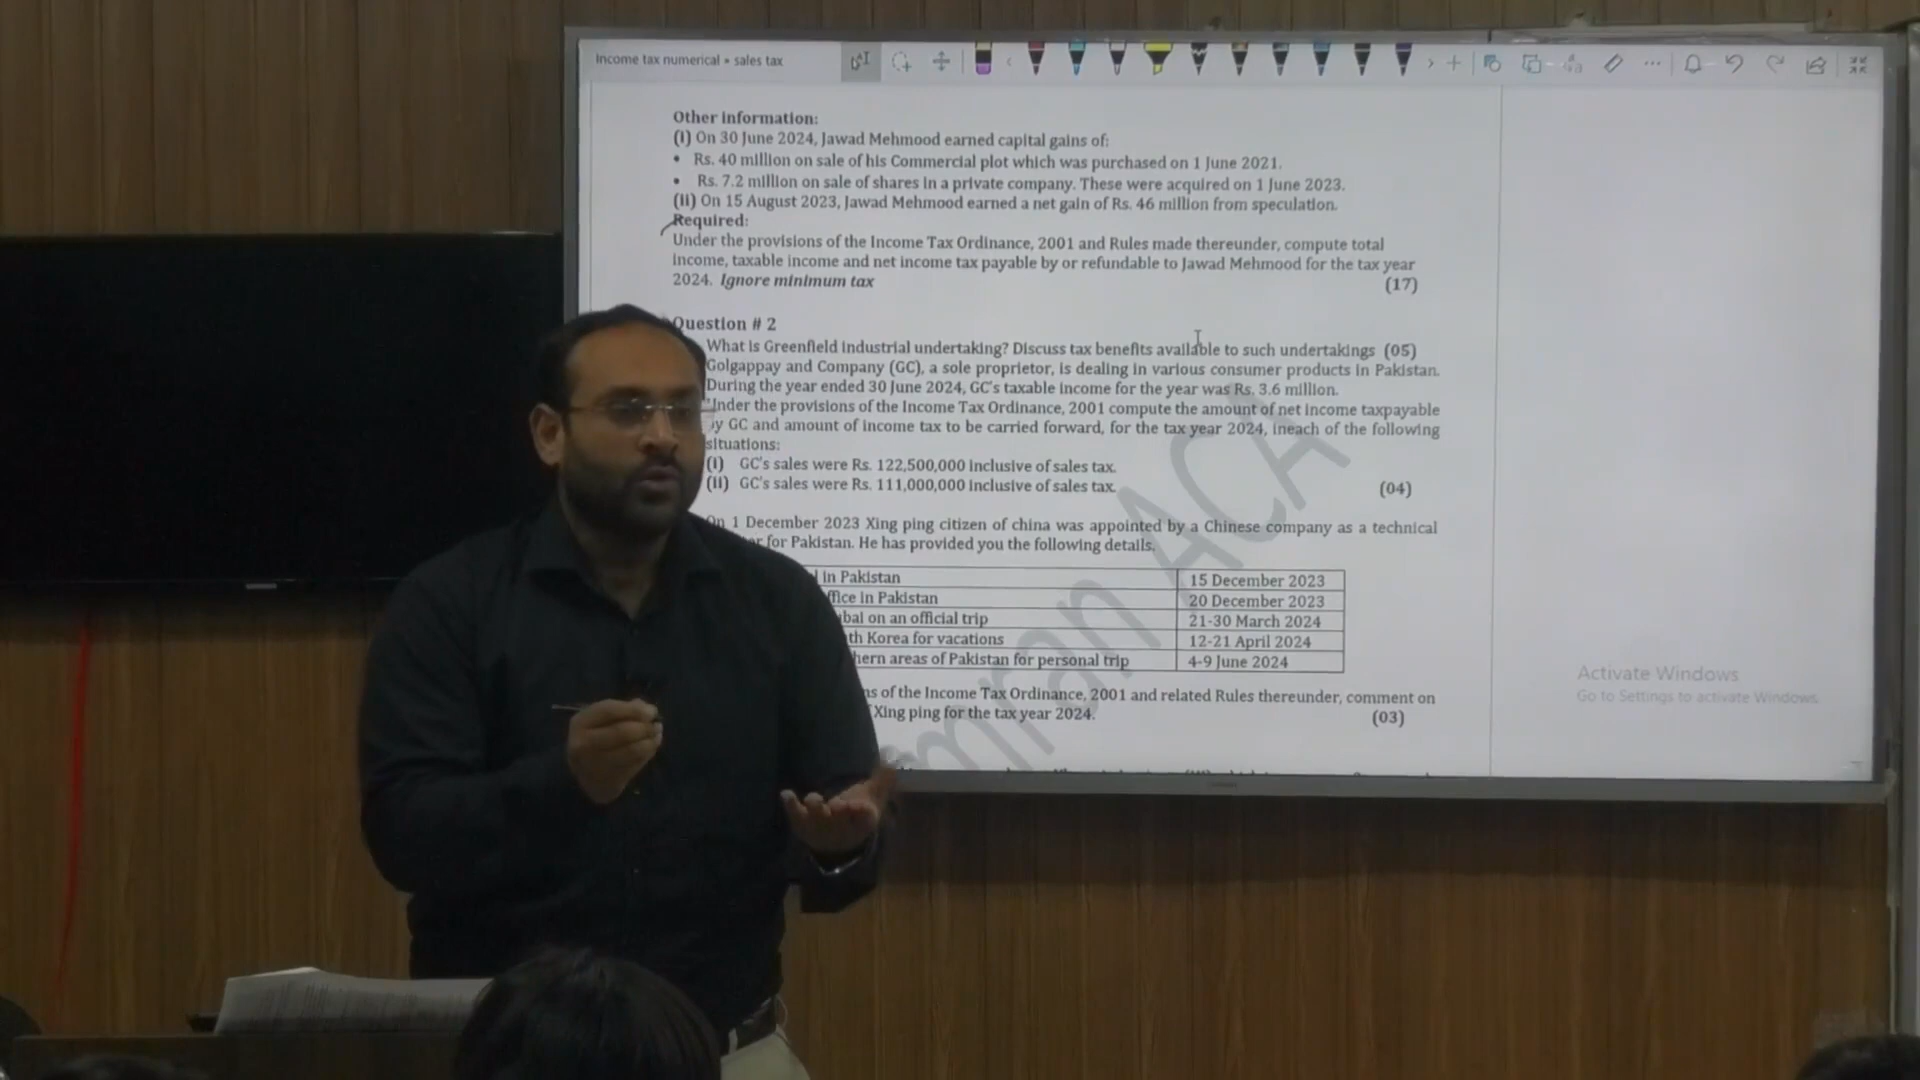 Income tax numerical + sales tax
Other information:
(i) On 30 June 2024, Jawad Mehmood earned capital gains of:
• Rs. 40 million on sale of his Commercial plot which was purchased on 1 June 2021.
• Rs. 7.2 million on sale of shares in a private company. These were acquired on 1 June 2023.
(ii) On 15 August 2023, Jawad Mehmood earned a net gain of Rs. 46 million from speculation.
Required:
Under the provisions of the Income Tax Ordinance, 2001 and Rules made thereunder, compute total
income, taxable income and net income tax payable by or refundable to Jawad Mehmood for the tax year
2024. Ignore minimum tax (17)
Question # 2
What is Greenfield industrial undertaking? Discuss tax benefits available to such undertakings (05)
Golgappay and Company (GC), a sole proprietor, is dealing in various consumer products in Pakistan.
During the year ended 30 June 2024, GC's taxable income for the year was Rs. 3.6 million.
Under the provisions of the Income Tax Ordinance, 2001 compute the amount of net income taxpayable
by GC and amount of income tax to be carried forward, for the tax year 2024, ineach of the following
situations:
(i) GC's sales were Rs. 122,500,000 inclusive of sales tax.
(ii) GC's sales were Rs. 111,000,000 inclusive of sales tax. (04)
On 1 December 2023 Xing ping citizen of china was appointed by a Chinese company as a technical
for Pakistan. He has provided you the following details.
in Pakistan 15 December 2023
ffice in Pakistan 20 December 2023
bai on an official trip 21-30 March 2024
th Korea for vacations 12-21 April 2024
hern areas of Pakistan for personal trip 4-9 June 2024
ns of the Income Tax Ordinance, 2001 and related Rules thereunder, comment on
Xing ping for the tax year 2024. (03)
mran ACA
Activate Windows
Go to Settings to activate Windows.